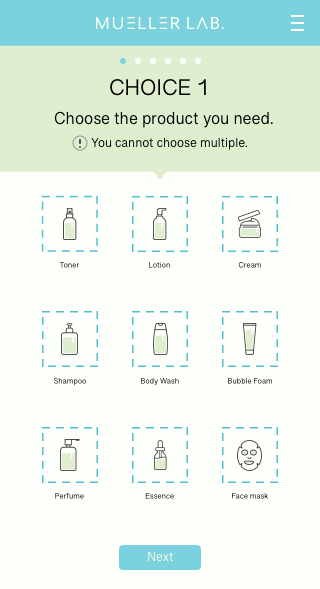 MUELLER LAB.
CHOICE 1
Choose the product you need.
! You cannot choose multiple.
Toner
Lotion
Cream
Shampoo
Body Wash
Bubble Foam
Perfume
Essence
Face mask
Next